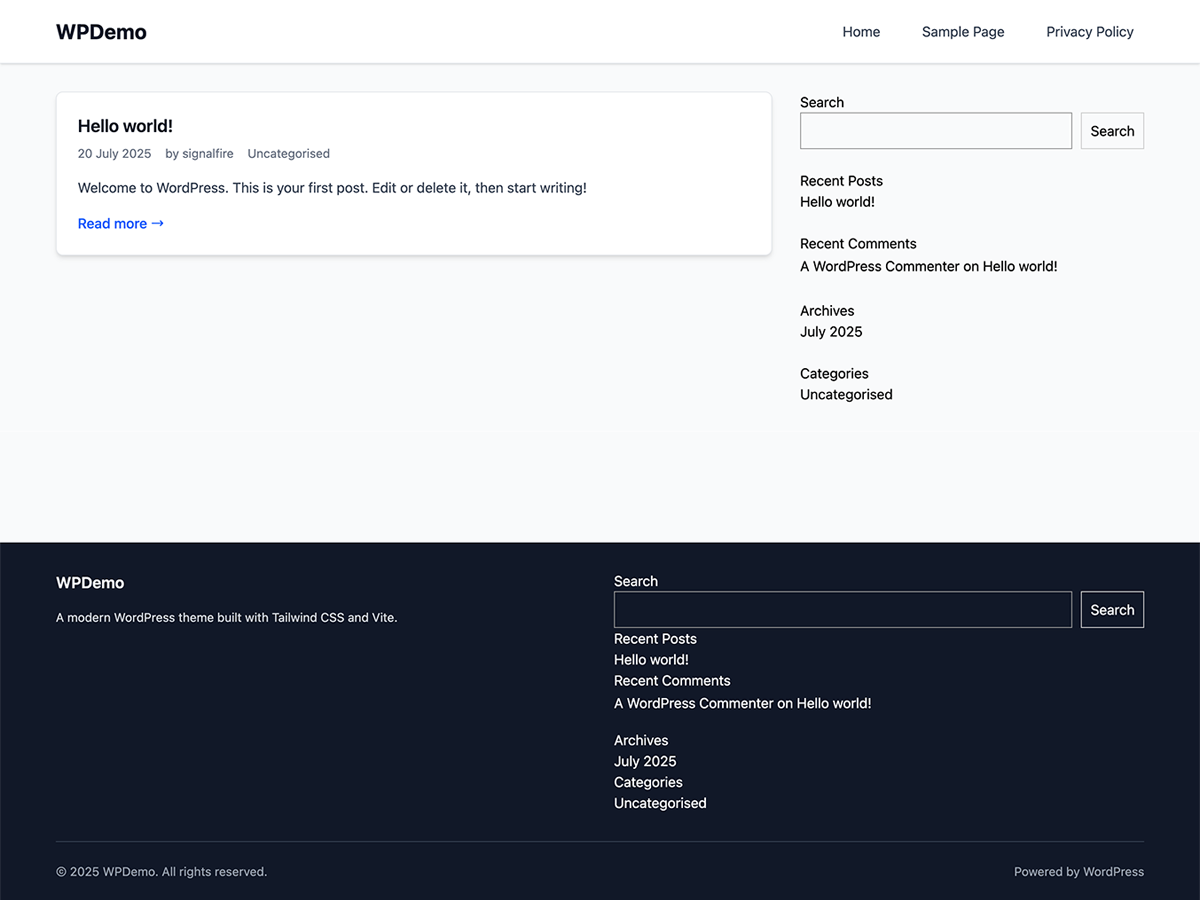 WPDemo
Home Sample Page Privacy Policy
Hello world!
20 July 2025 by signalfire Uncategorised
Welcome to WordPress. This is your first post. Edit or delete it, then start writing!
Read more →
Search
Search
Recent Posts
Hello world!
Recent Comments
A WordPress Commenter on Hello world!
Archives
July 2025
Categories
Uncategorised
WPDemo
A modern WordPress theme built with Tailwind CSS and Vite.
Search
Search
Recent Posts
Hello world!
Recent Comments
A WordPress Commenter on Hello world!
Archives
July 2025
Categories
Uncategorised
© 2025 WPDemo. All rights reserved.
Powered by WordPress